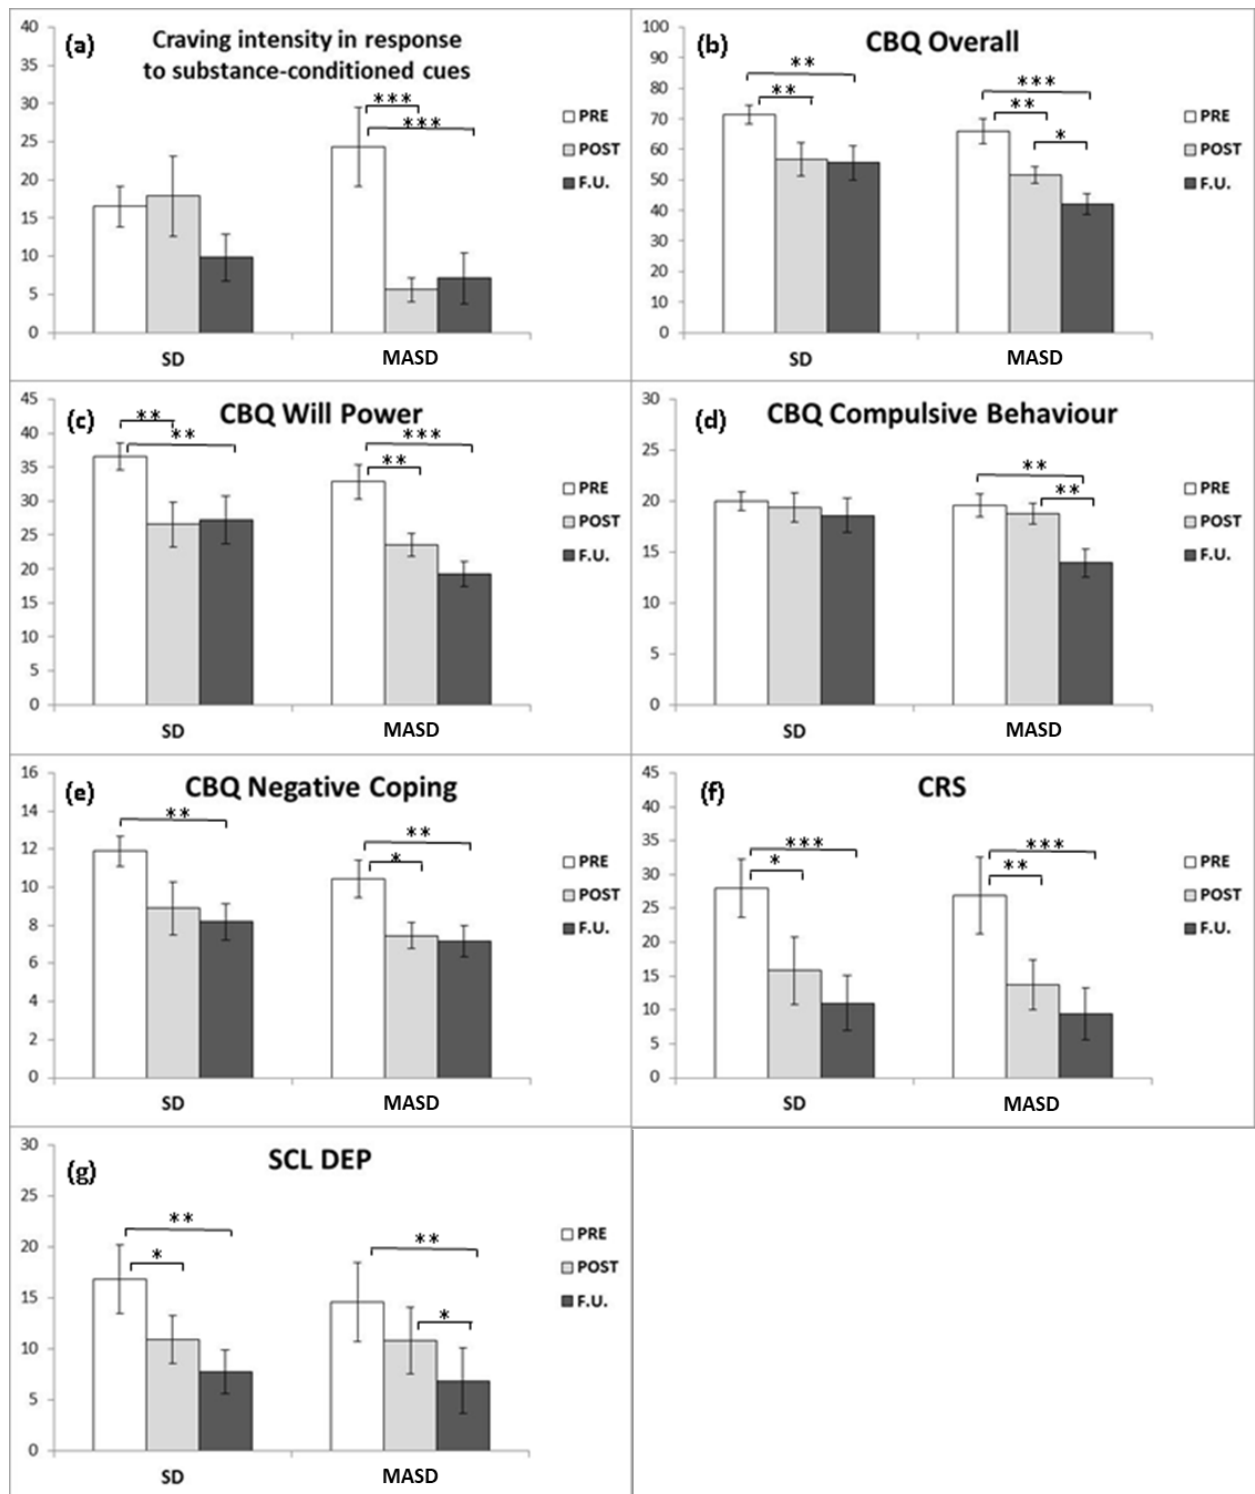 (a)
Craving intensity in response
to substance-conditioned cues
40
35
30
25
20
15
10
5
0
***
***
SD
MASD
PRE
POST
F.U.
(b)
CBQ Overall
100
90
80
70
60
50
40
30
20
10
0
**
**
***
**
*
SD
MASD
PRE
POST
F.U.
(c)
CBQ Will Power
45
40
35
30
25
20
15
10
5
0
**
**
***
**
SD
MASD
PRE
POST
F.U.
(d)
CBQ Compulsive Behaviour
30
25
20
15
10
5
0
**
**
SD
MASD
PRE
POST
F.U.
(e)
CBQ Negative Coping
16
14
12
10
8
6
4
2
0
**
**
*
SD
MASD
PRE
POST
F.U.
(f)
CRS
45
40
35
30
25
20
15
10
5
0
***
*
***
**
SD
MASD
PRE
POST
F.U.
(g)
SCL DEP
30
25
20
15
10
5
0
**
*
**
*
SD
MASD
PRE
POST
F.U.